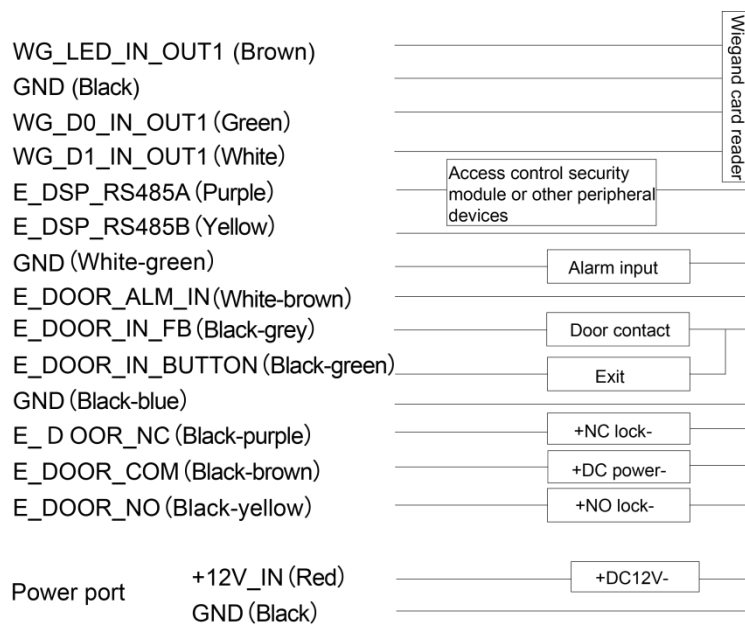 WG_LED_IN_OUT1 (Brown)
GND (Black)
WG_D0_IN_OUT1 (Green)
WG_D1_IN_OUT1 (White)
Wiegand card reader
E_DSP_RS485A (Purple)
Access control security
module or other peripheral
devices
E_DSP_RS485B (Yellow)
GND (White-green)
Alarm input
E_DOOR_ALM_IN (White-brown)
E_DOOR_IN_FB (Black-grey)
Door contact
E_DOOR_IN_BUTTON (Black-green)
Exit
GND (Black-blue)
E_ D OOR_NC (Black-purple)
+NC lock-
E_DOOR_COM (Black-brown)
+DC power-
E_DOOR_NO (Black-yellow)
+NO lock-
Power port
+12V_IN (Red)
+DC12V-
GND (Black)